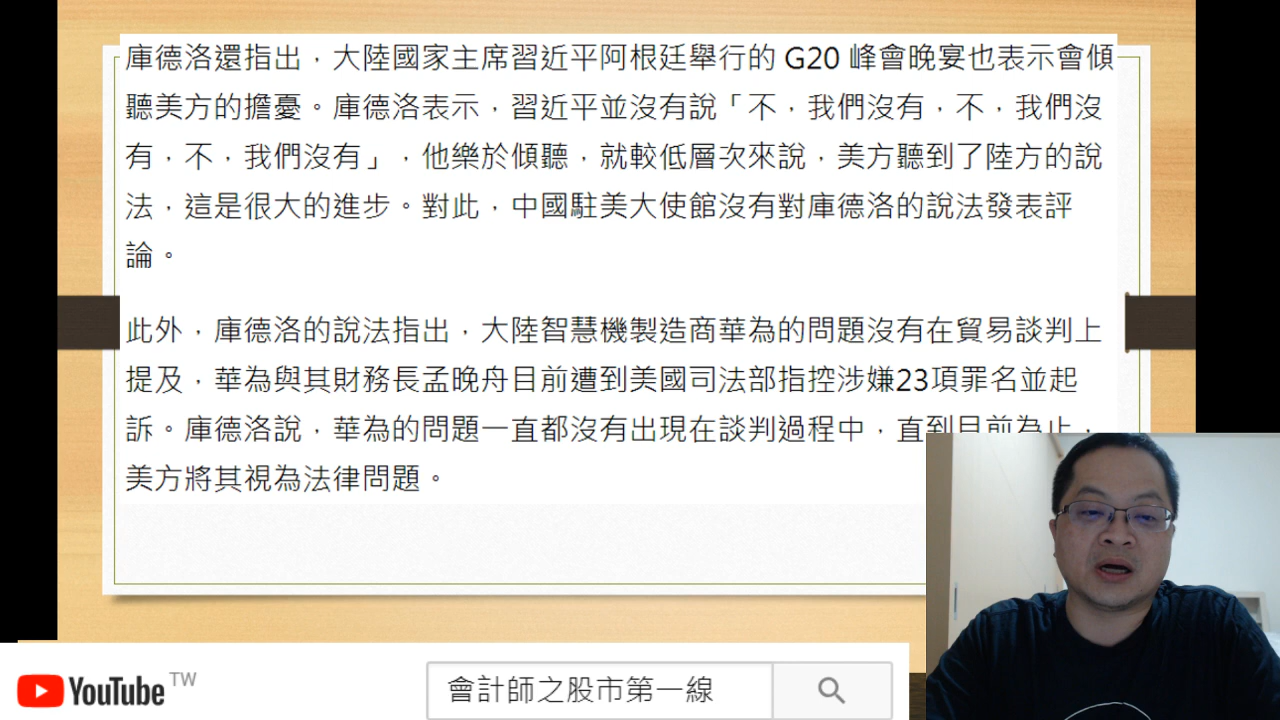 庫德洛還指出，大陸國家主席習近平阿根廷舉行的 G20 峰會晚宴也表示會傾
聽美方的擔憂。庫德洛表示，習近平並沒有說「不，我們沒有，不，我們沒
有，不，我們沒有」，他樂於傾聽，就較低層次來說，美方聽到了陸方的說
法，這是很大的進步。對此，中國駐美大使館沒有對庫德洛的說法發表評
論。
此外，庫德洛的說法指出，大陸智慧機製造商華為的問題沒有在貿易談判上
提及，華為與其財務長孟晚舟目前遭到美國司法部指控涉嫌23項罪名並起
訴。庫德洛說，華為的問題一直都沒有出現在談判過程中，直到目前為止，
美方將其視為法律問題。
YouTube TW
會計師之股市第一線